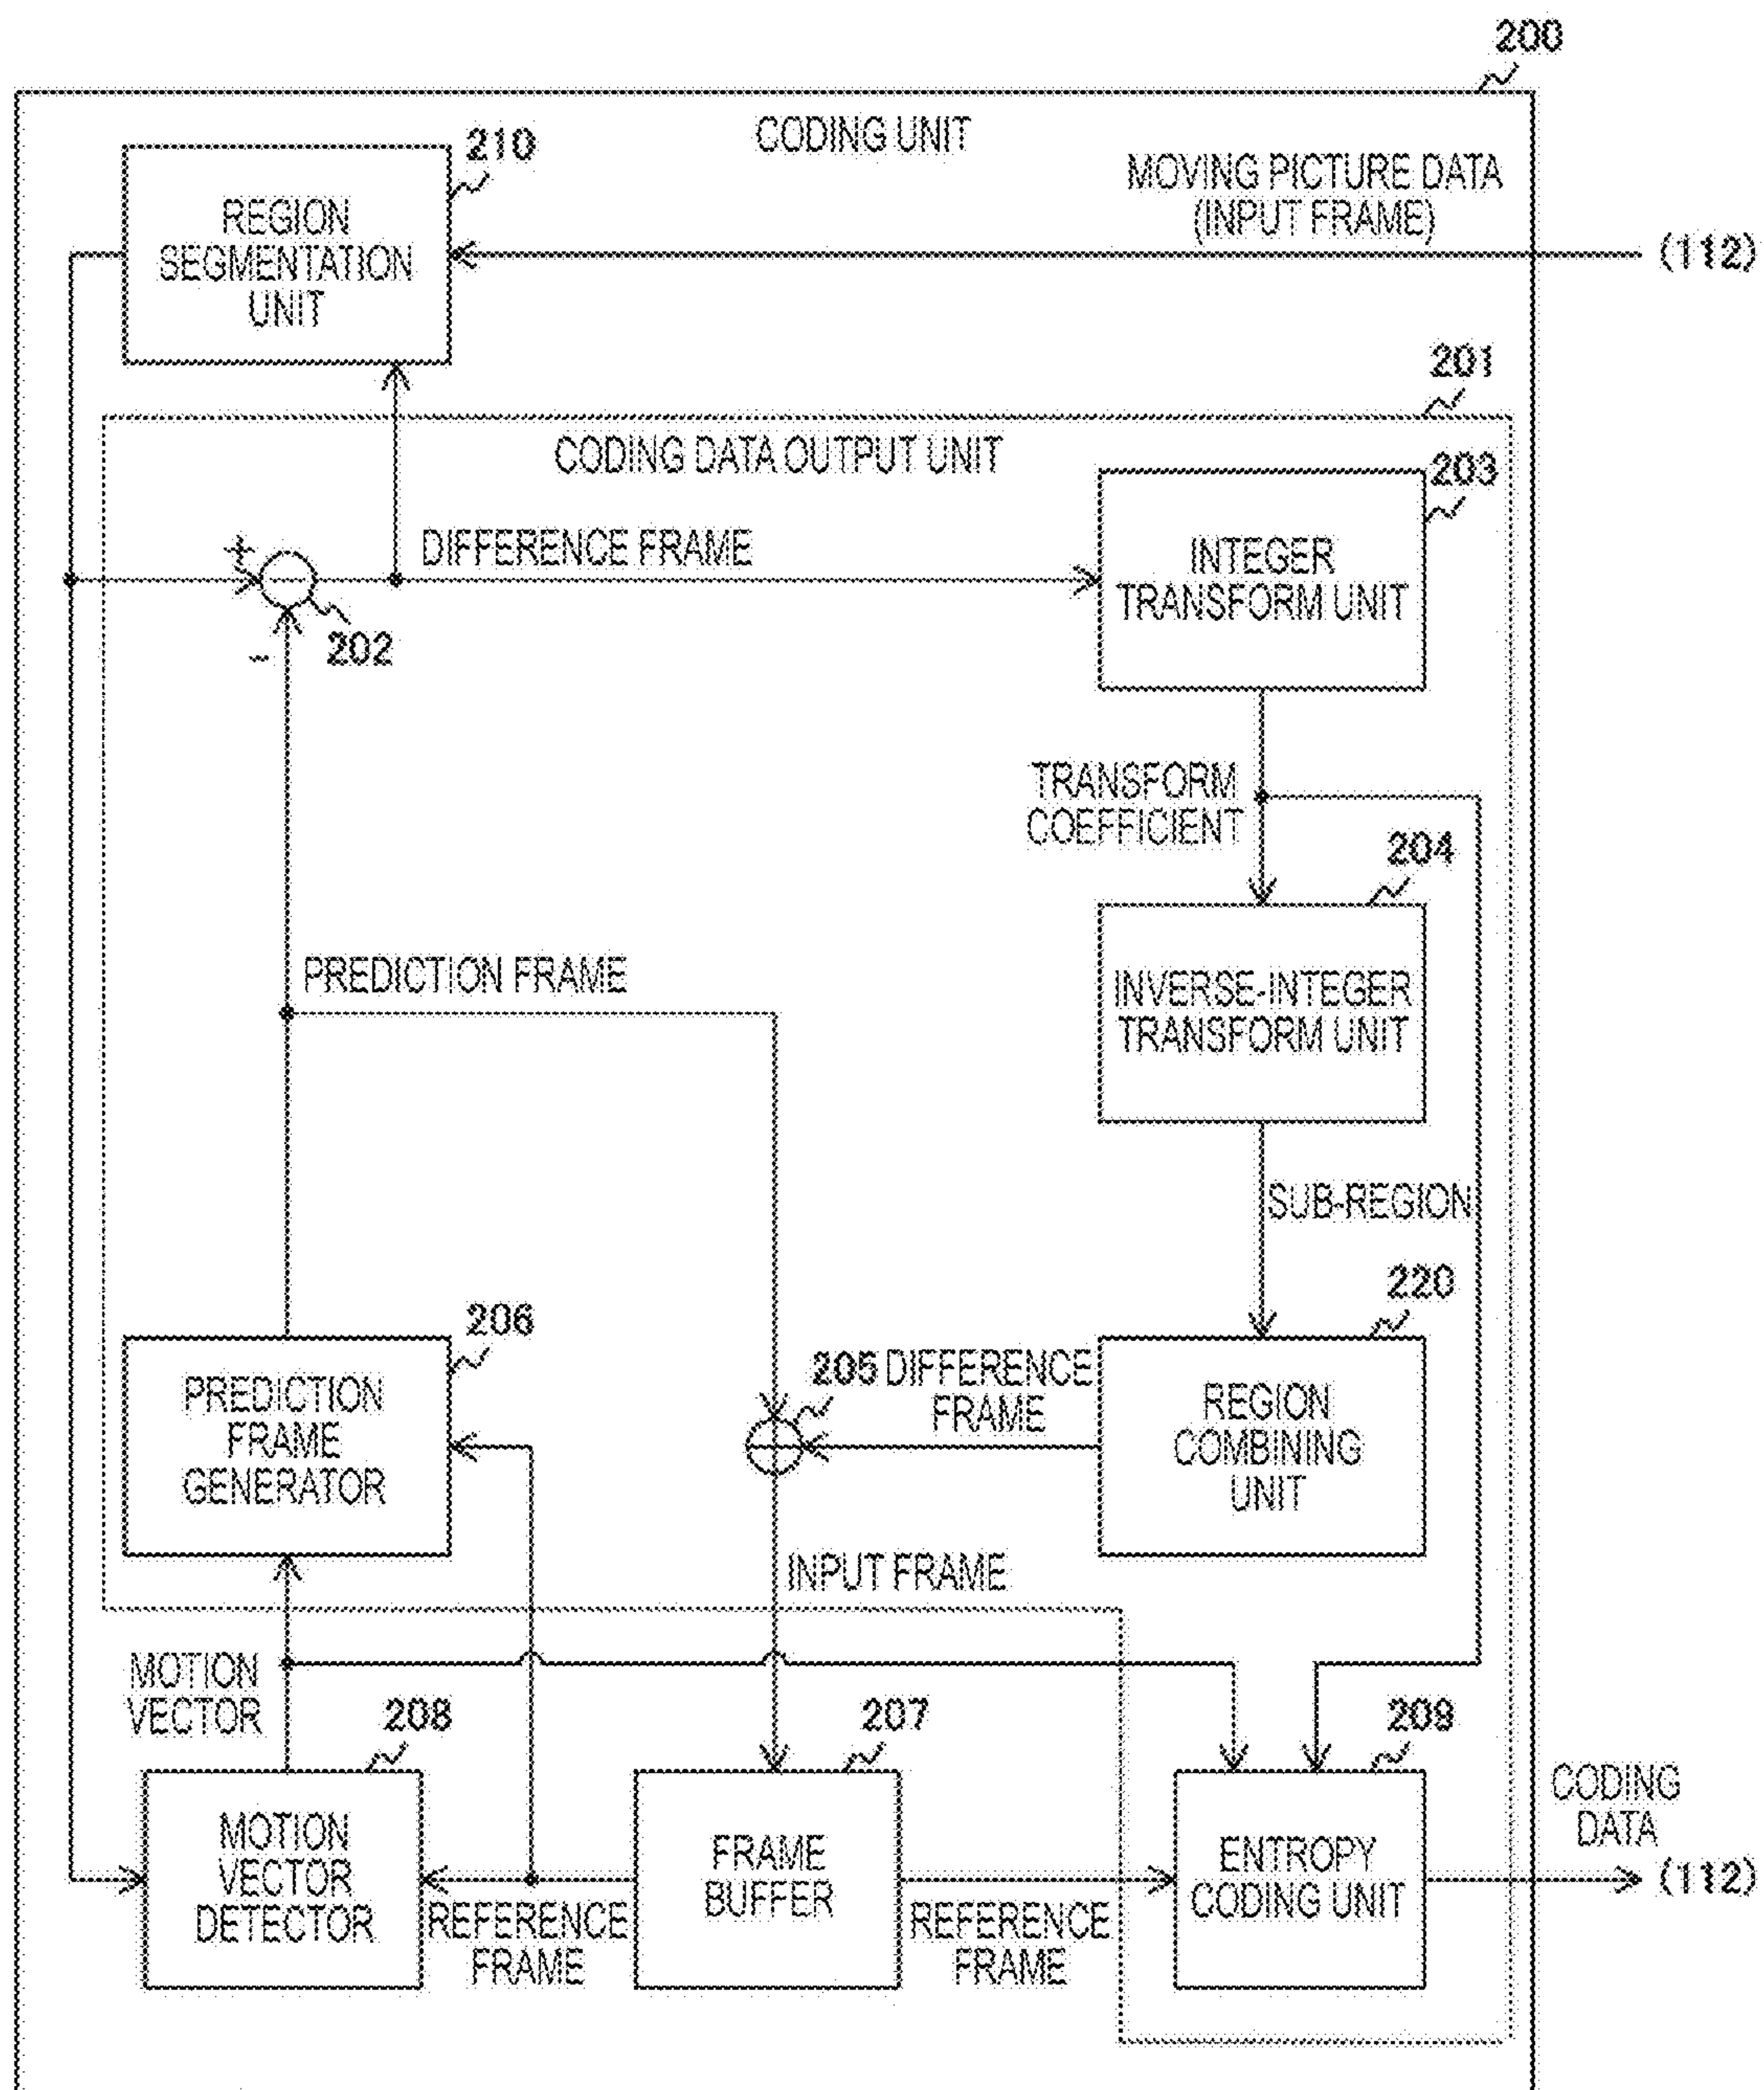 200
CODING UNIT
210
MOVING PICTURE DATA
(INPUT FRAME)
REGION
SEGMENTATION
UNIT
(112)
201
CODING DATA OUTPUT UNIT
203
+
DIFFERENCE FRAME
INTEGER
TRANSFORM UNIT
-
202
TRANSFORM
COEFFICIENT
204
PREDICTION FRAME
INVERSE-INTEGER
TRANSFORM UNIT
SUB-REGION
206
220
205
DIFFERENCE
FRAME
PREDICTION
FRAME
GENERATOR
REGION
COMBINING
UNIT
INPUT FRAME
MOTION
VECTOR
208
207
209
CODING
DATA
MOTION
VECTOR
DETECTOR
REFERENCE
FRAME
FRAME
BUFFER
REFERENCE
FRAME
ENTROPY
CODING UNIT
(112)